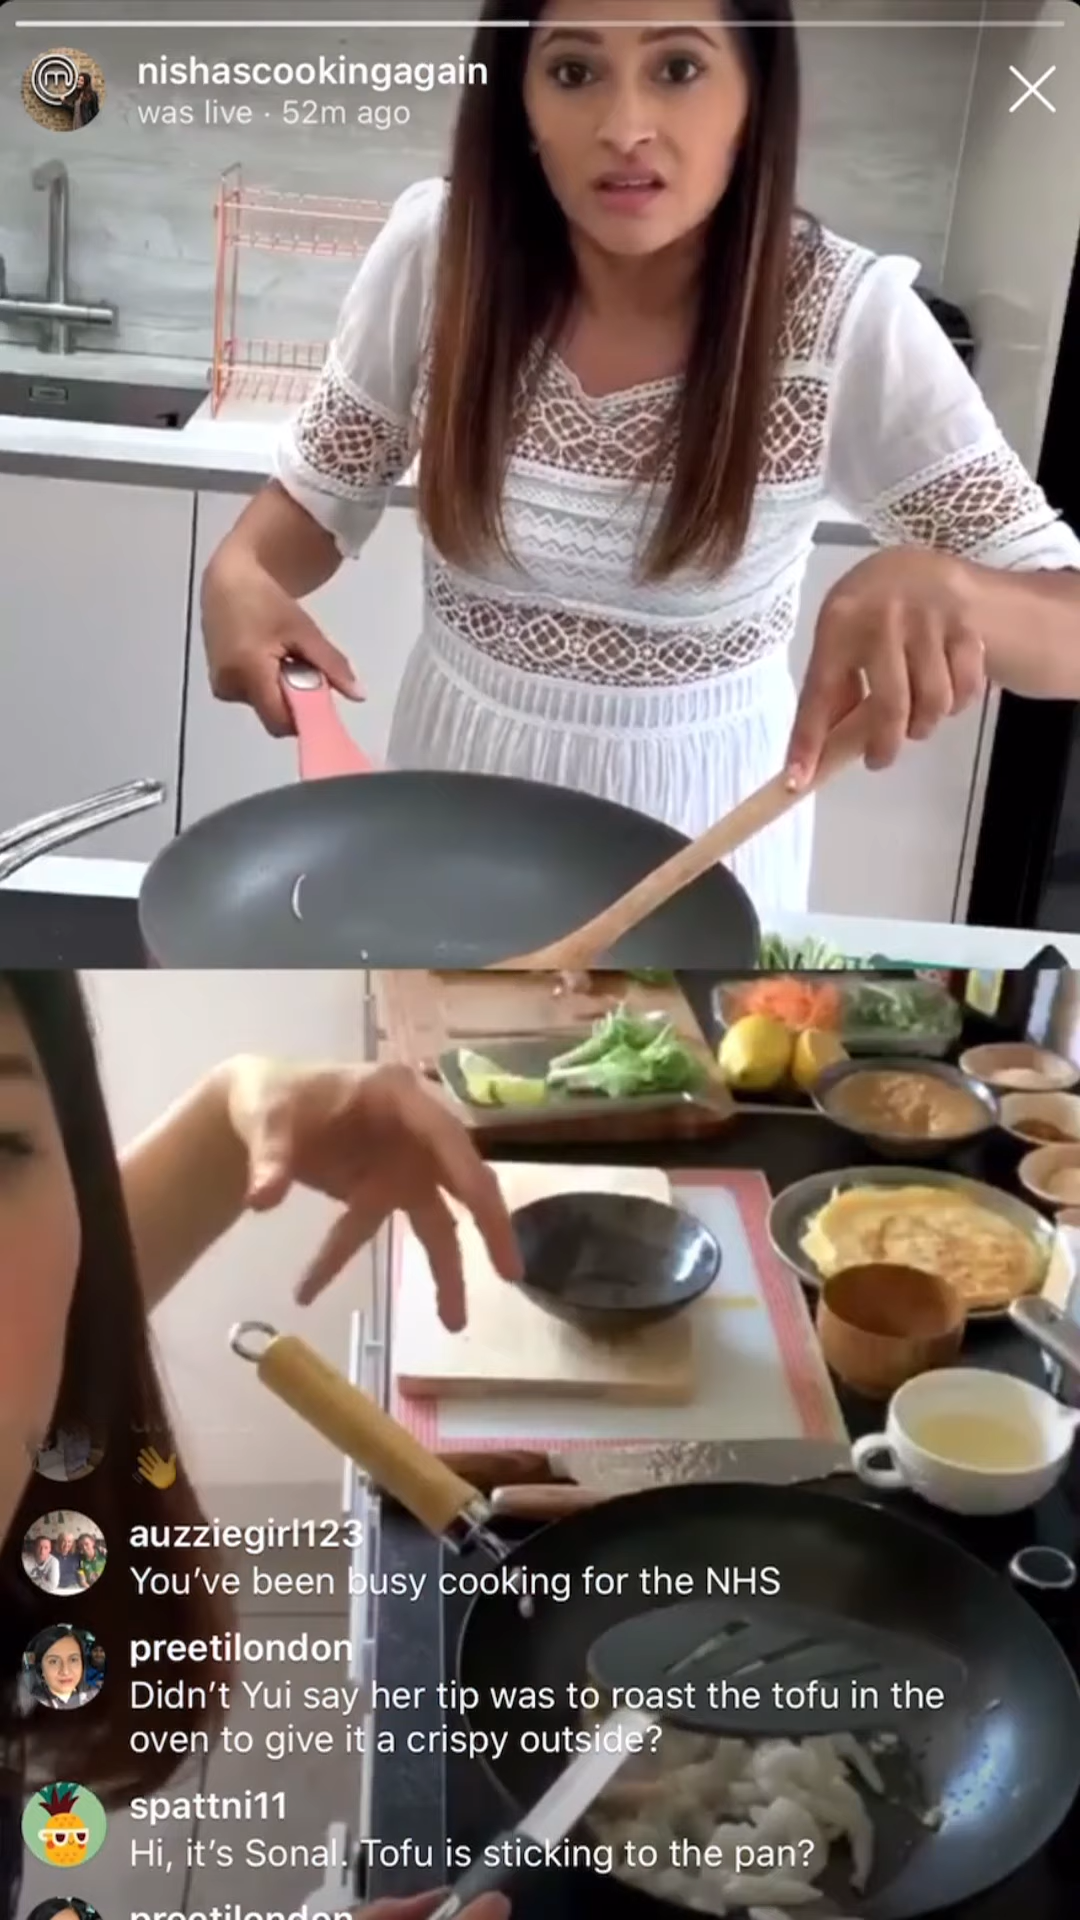 nishascookingagain
was live · 52m ago
👋
auzziegirl123
You've been busy cooking for the NHS
preetilondon
Didn't Yui say her tip was to roast the tofu in the
oven to give it a crispy outside?
spattni11
Hi, it's Sonal. Tofu is sticking to the pan?
preetilondon